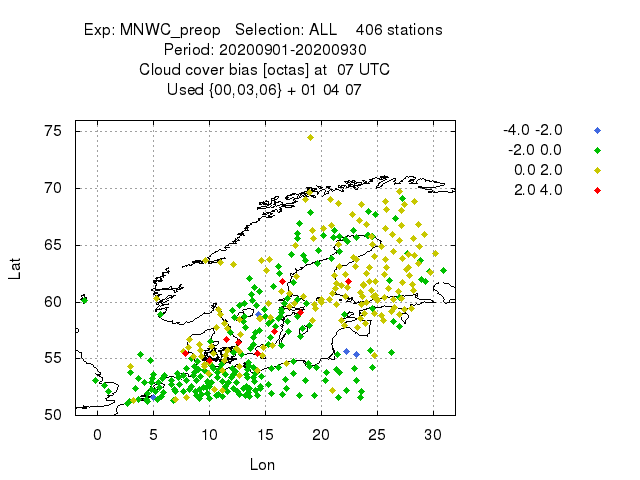 Exp: MNWC_preop   Selection: ALL    406 stations
Period: 20200901-20200930
Cloud cover bias [octas] at  07 UTC
Used {00,03,06} + 01 04 07
-4.0 -2.0
-2.0 0.0
0.0 2.0
2.0 4.0
75
70
65
60
55
50
Lat
0 5 10 15 20 25 30
Lon